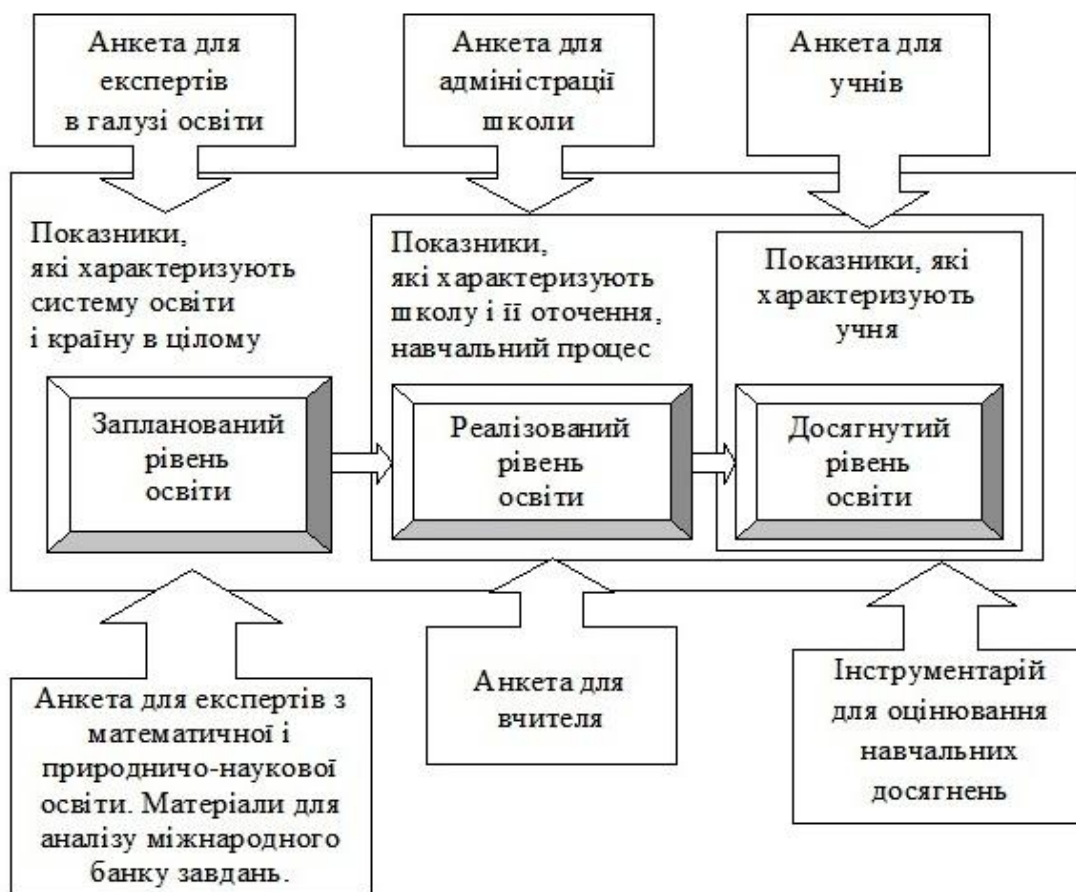 Анкета для
експертів
в галузі освіти
Анкета для
адміністрації
школи
Анкета для
учнів
Показники,
які характеризують
систему освіти
і країну в цілому
Показники,
які характеризують
школу і її оточення,
навчальний процес
Показники, які
характеризують
учня
Запланований
рівень
освіти
Реалізований
рівень
освіти
Досягнутий
рівень
освіти
Анкета для експертів з
математичної і
природничо-наукової
освіти. Матеріали для
аналізу міжнародного
банку завдань.
Анкета для
вчителя
Інструментарій
для оцінювання
навчальних
досягнень